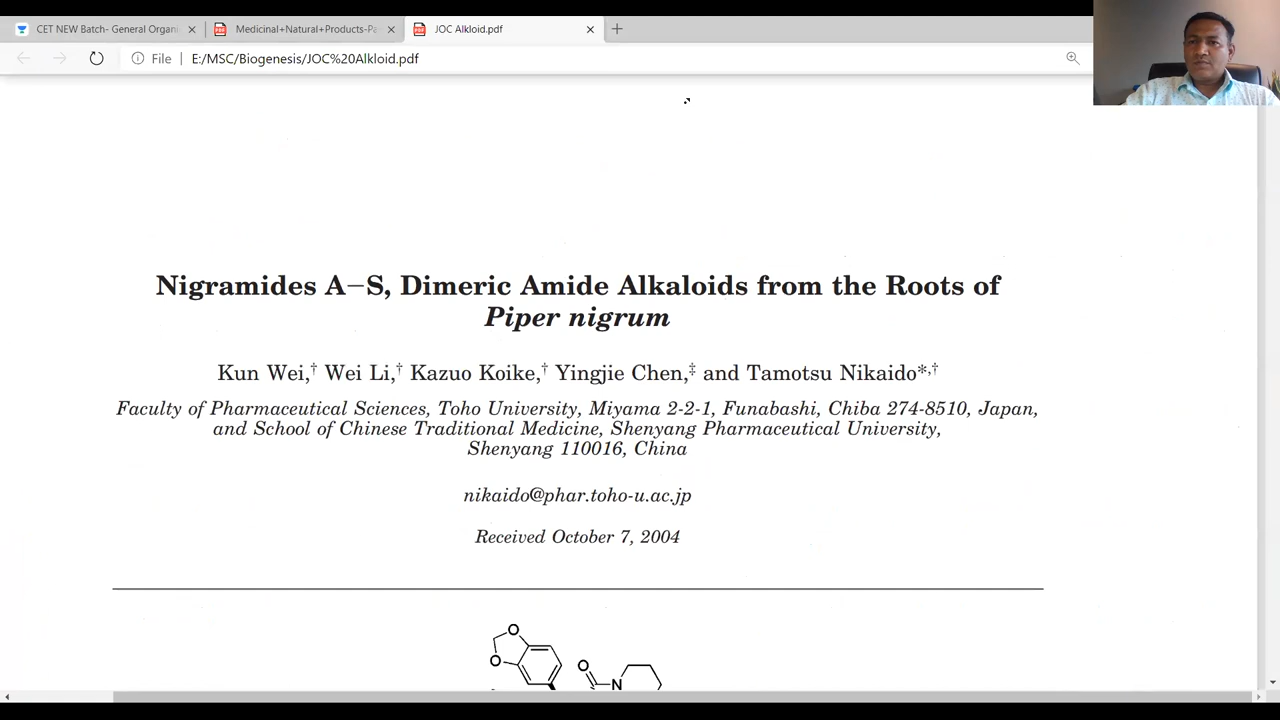 CET NEW Batch- General Organi
Medicinal+Natural+Products-Pa
JOC Alkloid.pdf
File
E:/MSC/Biogenesis/JOC%20Alkloid.pdf
Nigramides A−S, Dimeric Amide Alkaloids from the Roots of
Piper nigrum
Kun Wei,† Wei Li,† Kazuo Koike,† Yingjie Chen,‡ and Tamotsu Nikaido*,†
Faculty of Pharmaceutical Sciences, Toho University, Miyama 2-2-1, Funabashi, Chiba 274-8510, Japan,
and School of Chinese Traditional Medicine, Shenyang Pharmaceutical University,
Shenyang 110016, China
nikaido@phar.toho-u.ac.jp
Received October 7, 2004
O
O
O
N